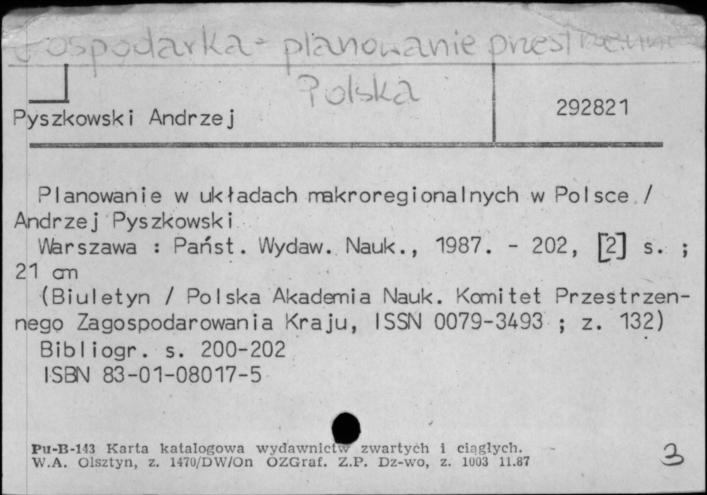 Gospodarka - planowanie przestrzenne
Polska
Pyszkowski Andrzej
292821
Planowanie w układach makroregionalnych w Polsce /
Andrzej Pyszkowski
Warszawa : Państ. Wydaw. Nauk., 1987. - 202, [2] s. ;
21 cm
(Biuletyn / Polska Akademia Nauk. Komitet Przestrzen-
nego Zagospodarowania Kraju, ISSN 0079-3493 ; z. 132)
Bibliogr. s. 200-202
ISBN 83-01-08017-5
Pu-B-143 Karta katalogowa wydawnictw zwartych i ciągłych.
W.A. Olsztyn, z. 1470/DW/On OZGraf. Z.P. Dz-wo, z. 1003 11.87
3